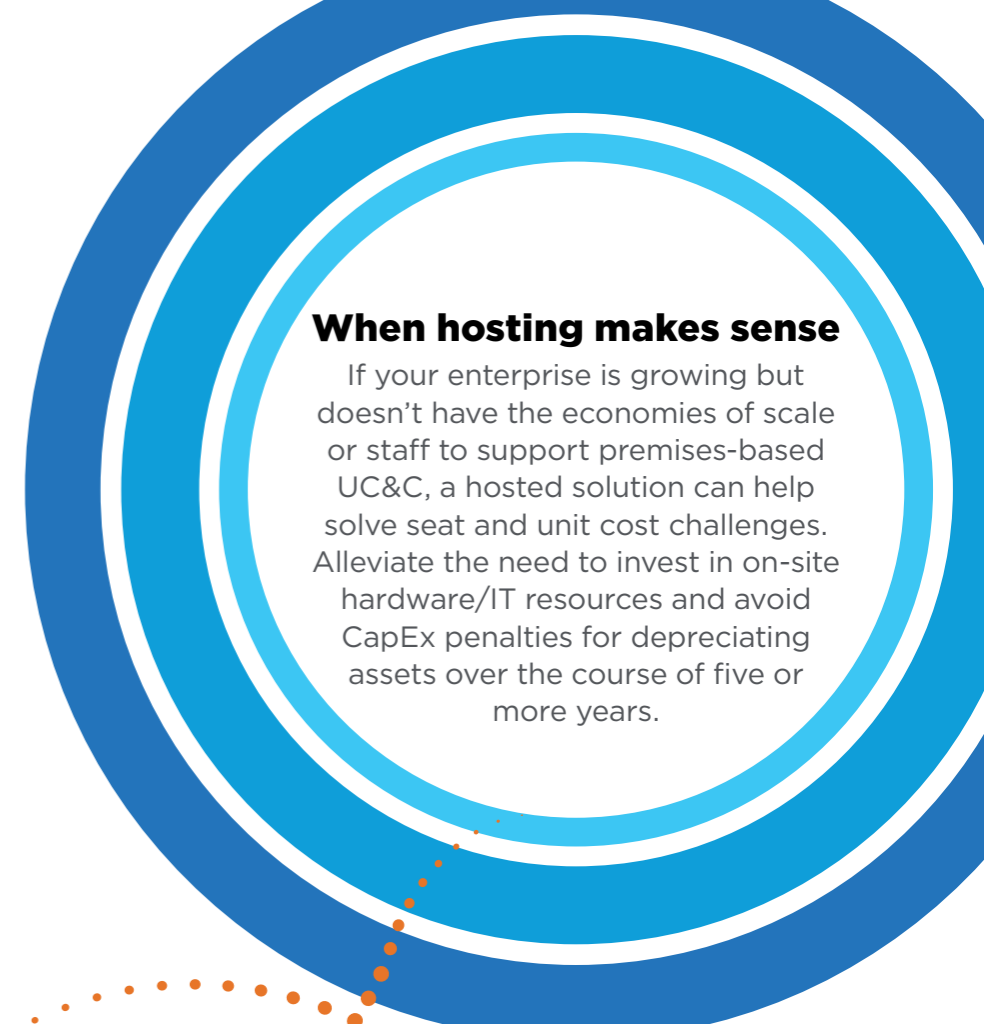 When hosting makes sense
If your enterprise is growing but
doesn’t have the economies of scale
or staff to support premises-based
UC&C, a hosted solution can help
solve seat and unit cost challenges.
Alleviate the need to invest in on-site
hardware/IT resources and avoid
CapEx penalties for depreciating
assets over the course of five or
more years.